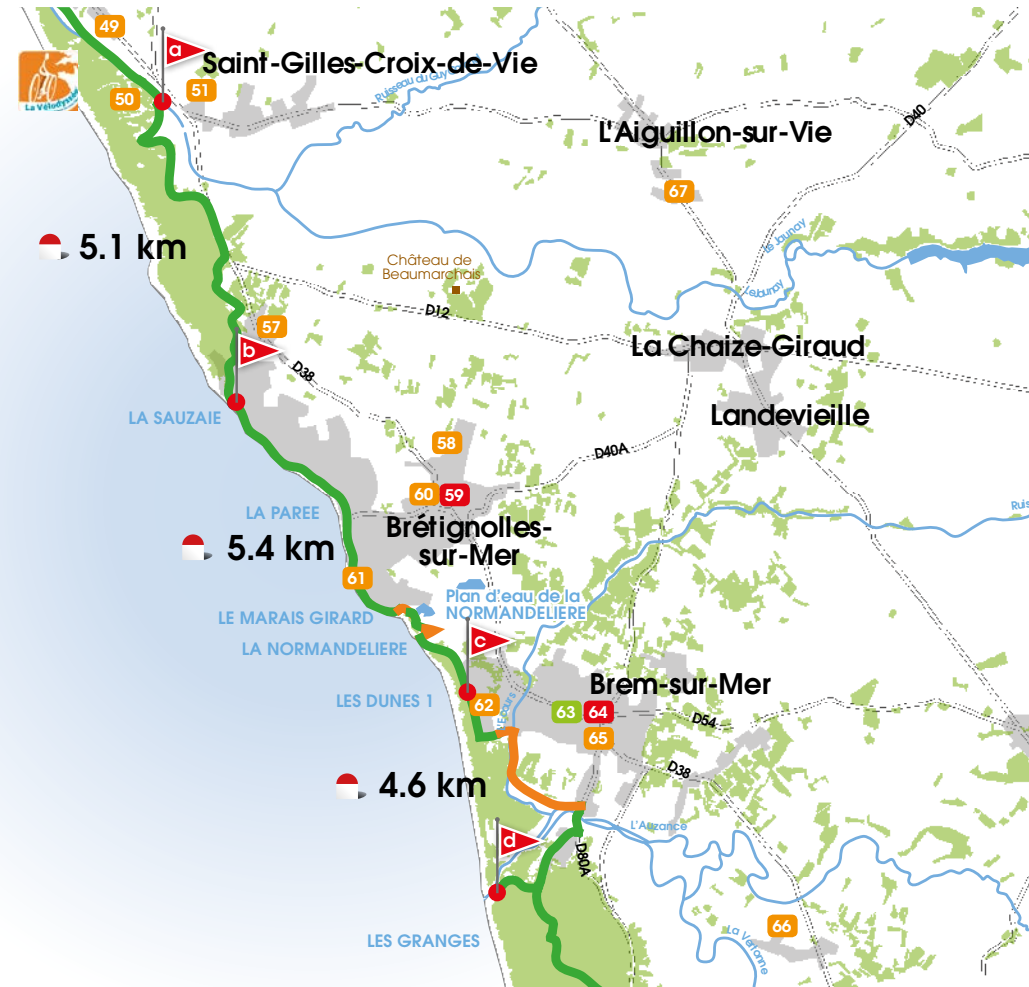 49
a
Saint-Gilles-Croix-de-Vie
La Vélodyssée
50
51
Ruisseau du Guy
L'Aiguillon-sur-Vie
D40
67
5.1 km
Château de
Beaumarchais
le Jaunay
Le Jaunay
D12
57
b
D38
La Chaize-Giraud
Landevieille
LA SAUZAIE
58
D40A
60
59
LA PAREE
Brétignolles-
sur-Mer
5.4 km
61
Plan d'eau de la
NORMANDELIERE
LE MARAIS GIRARD
LA NORMANDELIERE
c
LES DUNES 1
62
Brem-sur-Mer
63
64
65
D54
D38
4.6 km
L'Auzance
d
D80A
66
LES GRANGES